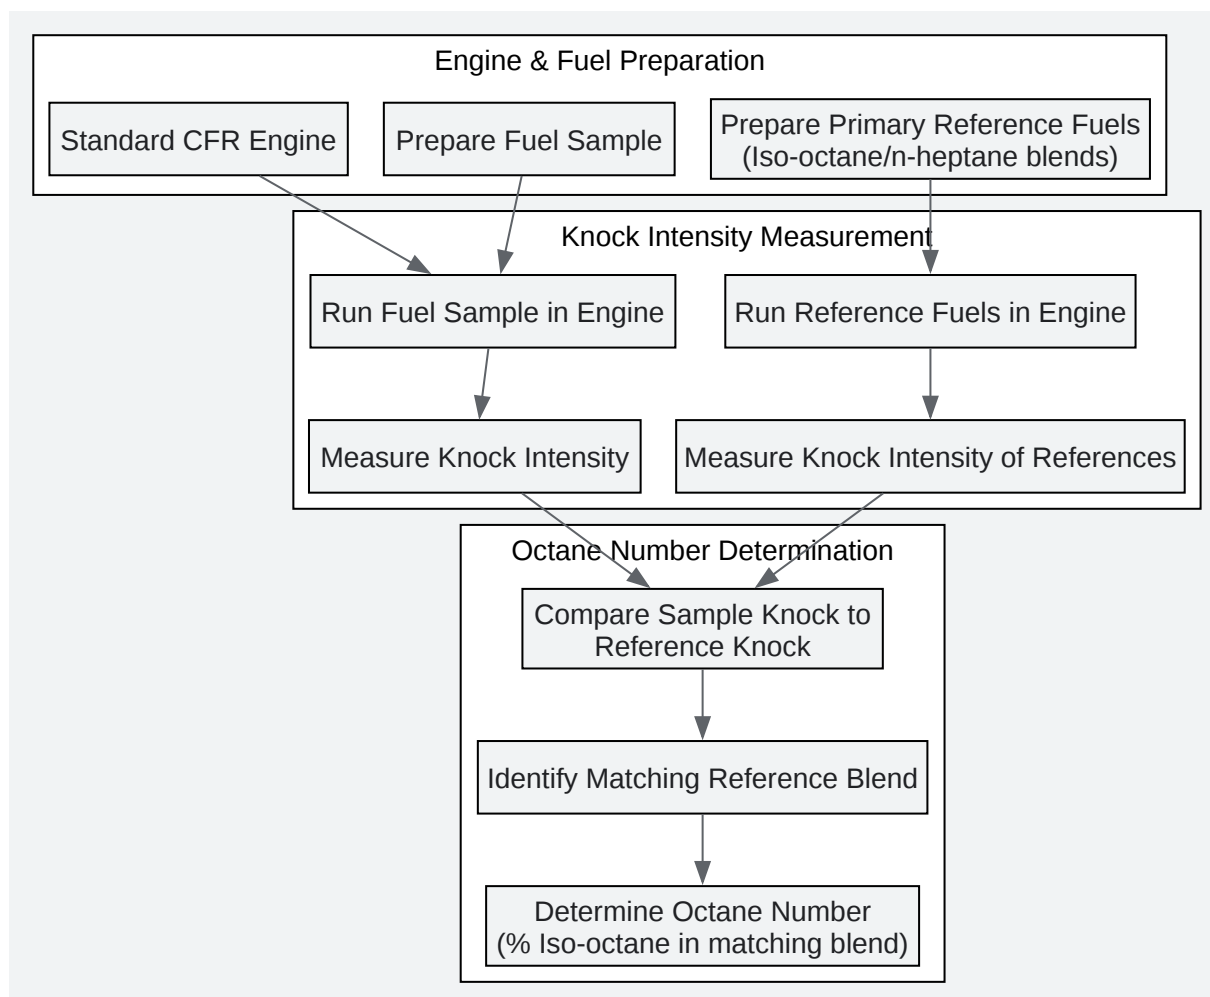 Engine & Fuel Preparation
Standard CFR Engine
Prepare Fuel Sample
Prepare Primary Reference Fuels
(Iso-octane/n-heptane blends)
Knock Intensity Measurement
Run Fuel Sample in Engine
Run Reference Fuels in Engine
Measure Knock Intensity
Measure Knock Intensity of References
Octane Number Determination
Compare Sample Knock to
Reference Knock
Identify Matching Reference Blend
Determine Octane Number
(% Iso-octane in matching blend)